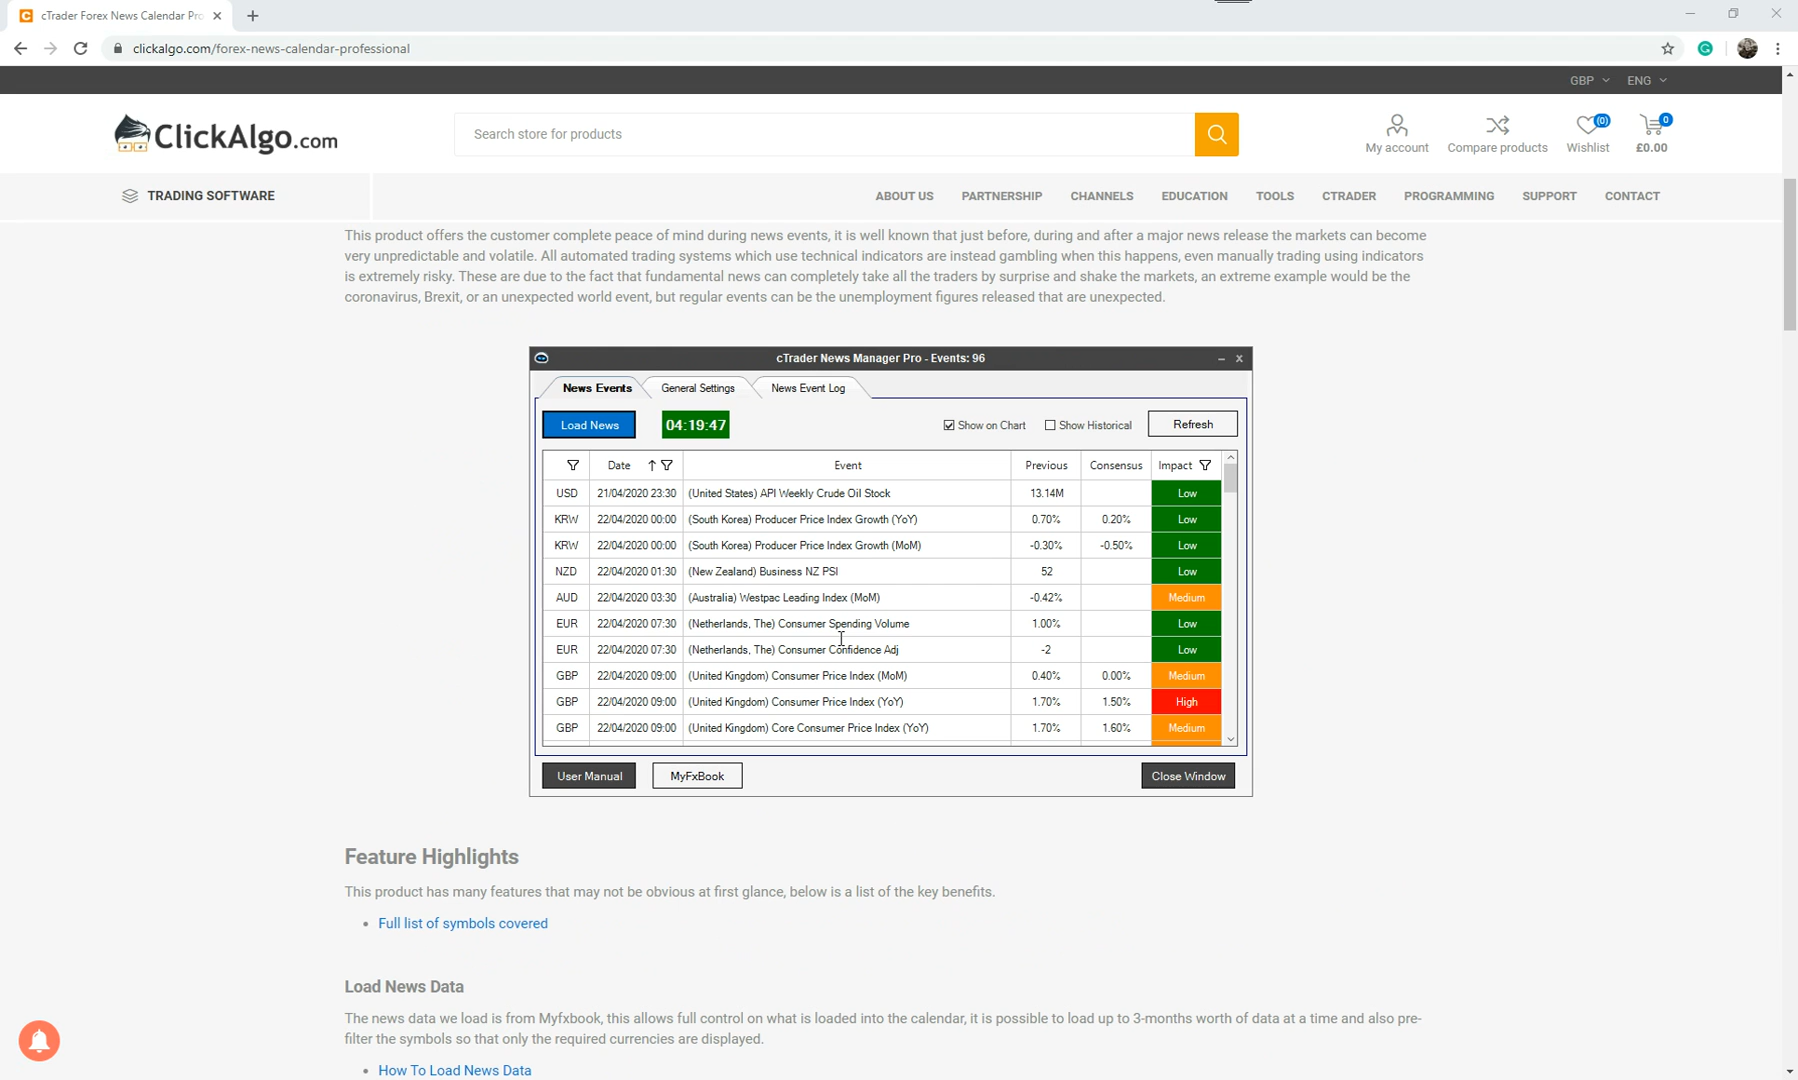 cTrader Forex News Calendar Pro
clickalgo.com/forex-news-calendar-professional
GBP ENG
ClickAlgo.com
Search store for products
(0) 0
My account Compare products Wishlist £0.00
TRADING SOFTWARE ABOUT US PARTNERSHIP CHANNELS EDUCATION TOOLS CTRADER PROGRAMMING SUPPORT CONTACT
This product offers the customer complete peace of mind during news events, it is well known that just before, during and after a major news release the markets can become
very unpredictable and volatile. All automated trading systems which use technical indicators are instead gambling when this happens, even manually trading using indicators
is extremely risky. These are due to the fact that fundamental news can completely take all the traders by surprise and shake the markets, an extreme example would be the
coronavirus, Brexit, or an unexpected world event, but regular events can be the unemployment figures released that are unexpected.
cTrader News Manager Pro - Events: 96
News Events General Settings News Event Log
Load News 04:19:47 Show on Chart Show Historical Refresh
Date Event Previous Consensus Impact
USD 21/04/2020 23:30 (United States) API Weekly Crude Oil Stock 13.14M Low
KRW 22/04/2020 00:00 (South Korea) Producer Price Index Growth (YoY) 0.70% 0.20% Low
KRW 22/04/2020 00:00 (South Korea) Producer Price Index Growth (MoM) -0.30% -0.50% Low
NZD 22/04/2020 01:30 (New Zealand) Business NZ PSI 52 Low
AUD 22/04/2020 03:30 (Australia) Westpac Leading Index (MoM) -0.42% Medium
EUR 22/04/2020 07:30 (Netherlands, The) Consumer Spending Volume 1.00% Low
EUR 22/04/2020 07:30 (Netherlands, The) Consumer Confidence Adj -2 Low
GBP 22/04/2020 09:00 (United Kingdom) Consumer Price Index (MoM) 0.40% 0.00% Medium
GBP 22/04/2020 09:00 (United Kingdom) Consumer Price Index (YoY) 1.70% 1.50% High
GBP 22/04/2020 09:00 (United Kingdom) Core Consumer Price Index (YoY) 1.70% 1.60% Medium
User Manual MyFxBook Close Window
Feature Highlights
This product has many features that may not be obvious at first glance, below is a list of the key benefits.
• Full list of symbols covered
Load News Data
The news data we load is from Myfxbook, this allows full control on what is loaded into the calendar, it is possible to load up to 3-months worth of data at a time and also pre-
filter the symbols so that only the required currencies are displayed.
• How To Load News Data